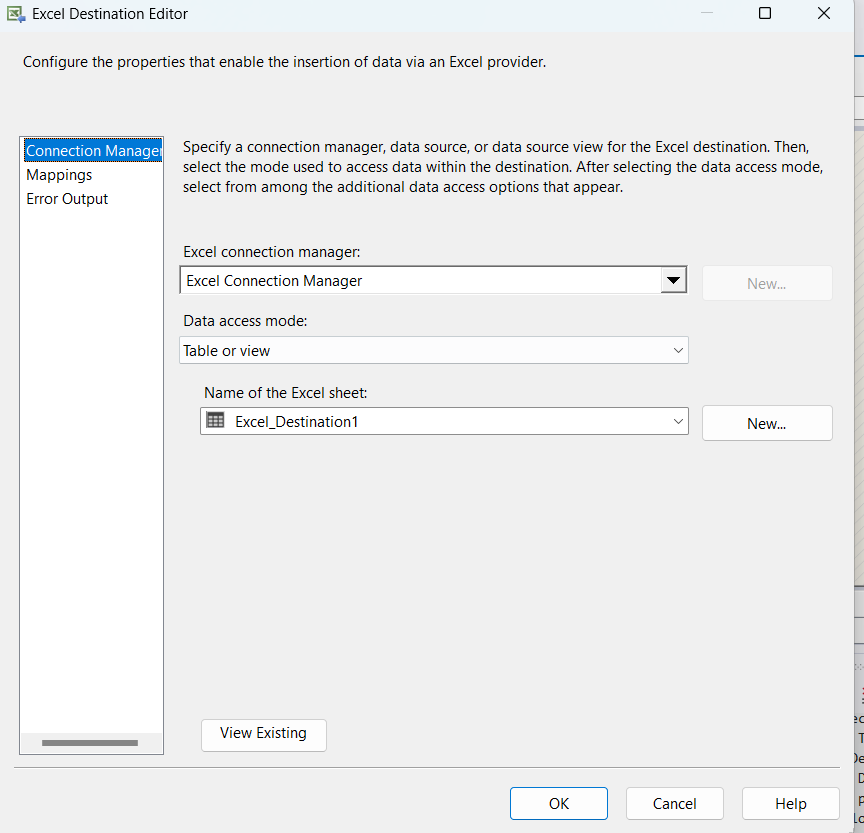 Excel Destination Editor
Configure the properties that enable the insertion of data via an Excel provider.
Connection Manager
Mappings
Error Output
Specify a connection manager, data source, or data source view for the Excel destination. Then,
select the mode used to access data within the destination. After selecting the data access mode,
select from among the additional data access options that appear.
Excel connection manager:
Excel Connection Manager
New...
Data access mode:
Table or view
Name of the Excel sheet:
Excel_Destination1
New...
View Existing
OK
Cancel
Help